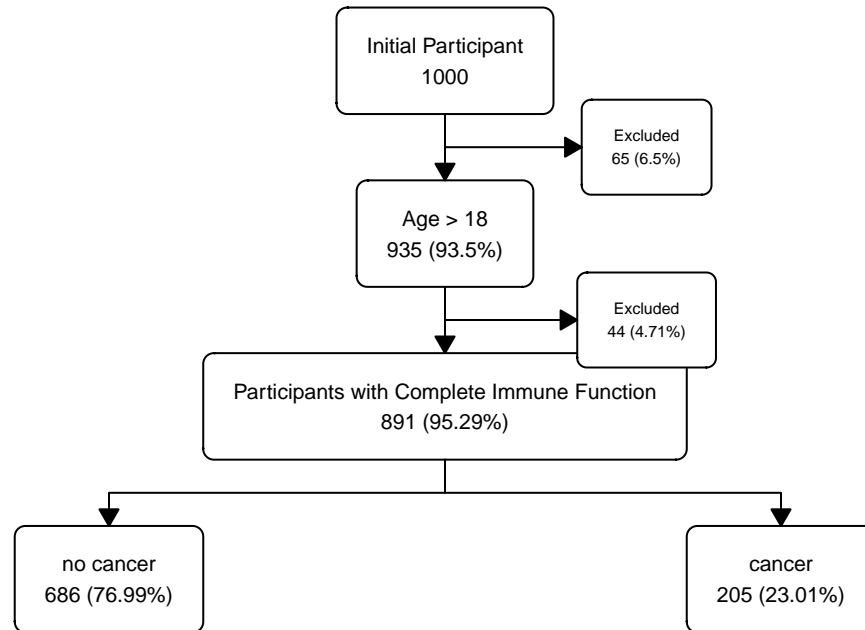 Initial Participant
1000
Excluded
65 (6.5%)
Age > 18
935 (93.5%)
Excluded
44 (4.71%)
Participants with Complete Immune Function
891 (95.29%)
no cancer
686 (76.99%)
cancer
205 (23.01%)